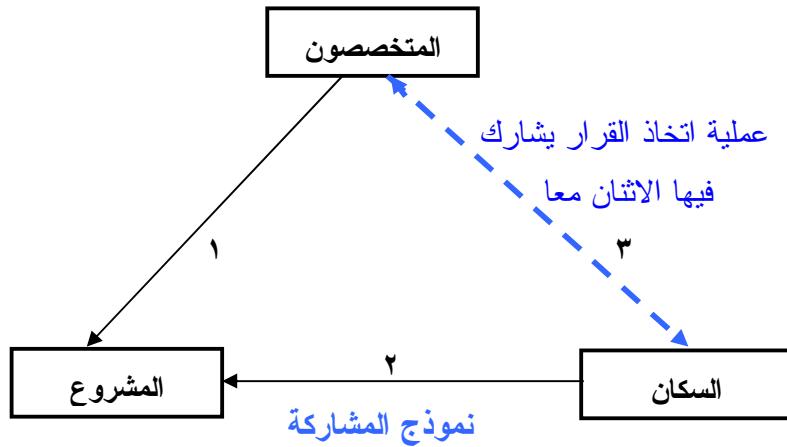 المتخصصون
عملية اتخاذ القرار يشارك
فيها الاثنان معا
١
٣
المشروع
٢
السكان
نموذج المشاركة